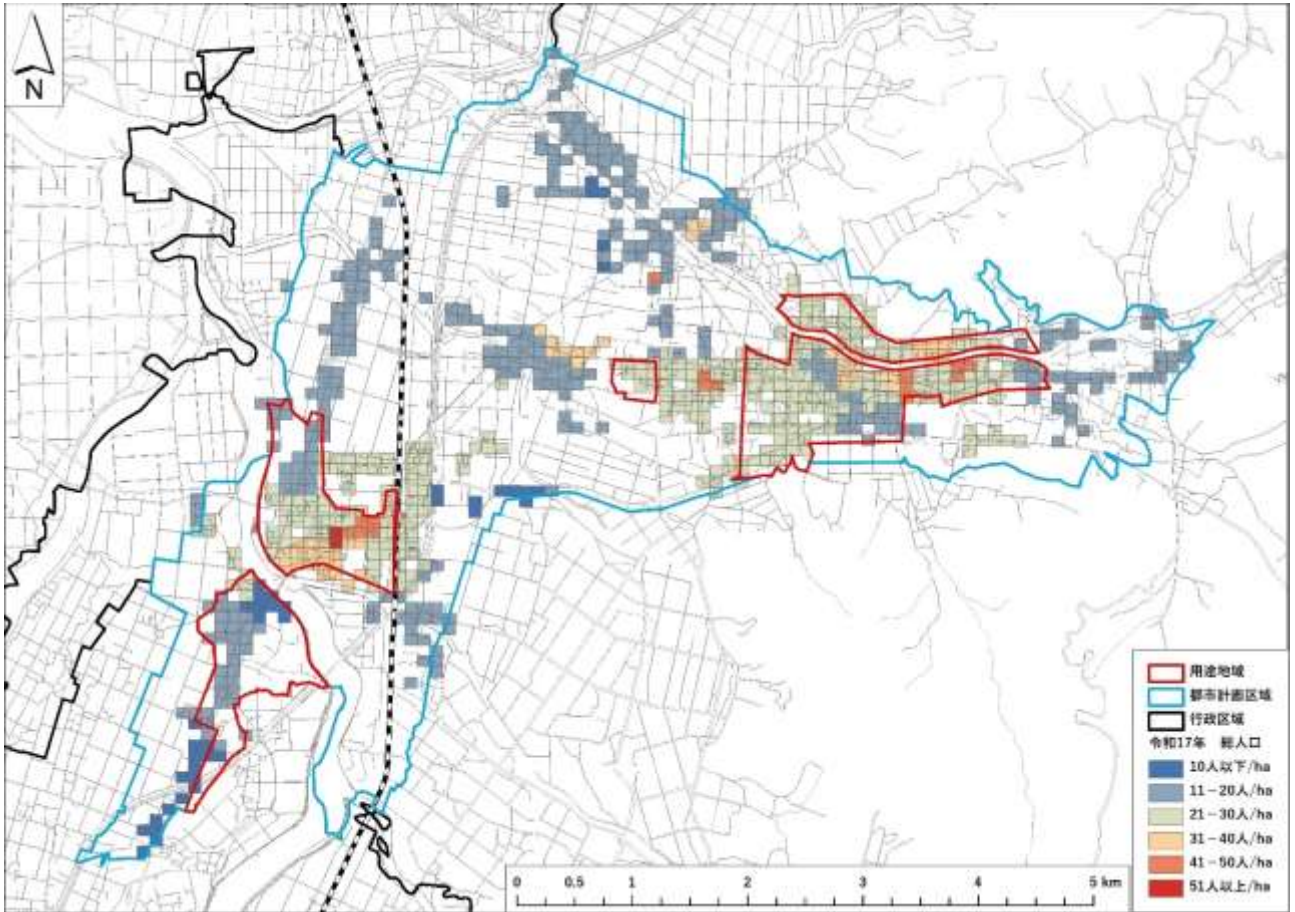 N
用途地域
都市計画区域
行政区域
令和17年 総人口
10人以下/ha
11-20人/ha
21-30人/ha
31-40人/ha
41-50人/ha
51人以上/ha
0 0.5 1 2 3 4 5 km